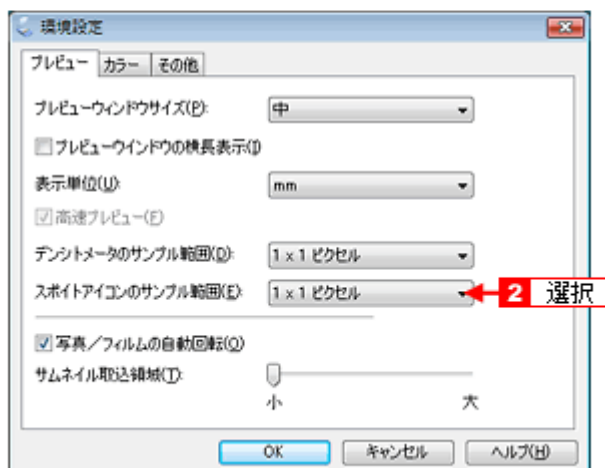 環境設定
プレビュー カラー その他
プレビューウィンドウサイズ(P): 中
プレビューウインドウの横長表示(I)
表示単位(U): mm
高速プレビュー(F)
デンシトメータのサンプル範囲(D): 1 x 1 ピクセル
スポイトアイコンのサンプル範囲(E): 1 x 1 ピクセル 2 選択
写真/フィルムの自動回転(O)
サムネイル取込領域(T):
小 大
OK キャンセル ヘルプ(H)